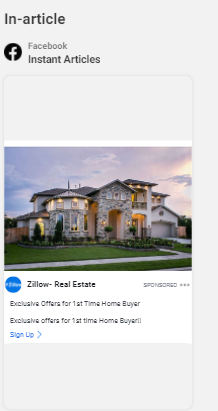 In-article
Facebook
Instant Articles
Zillow- Real Estate
SPONSORED
Exclusive Offers for 1st Time Home Buyer
Exclusive offers for 1st time Home Buyer!!
Sign Up